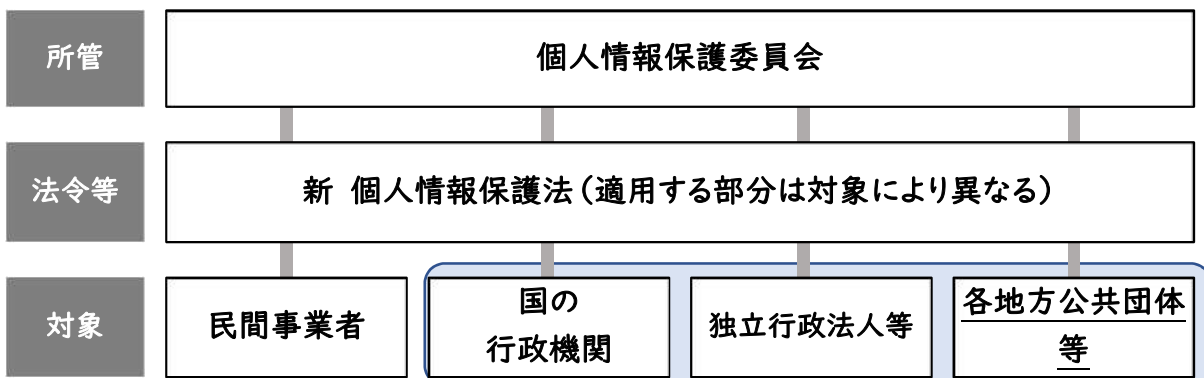 所管
個人情報保護委員会
法令等
新 個人情報保護法(適用する部分は対象により異なる)
対象
民間事業者
国の
行政機関
独立行政法人等
各地方公共団体
等